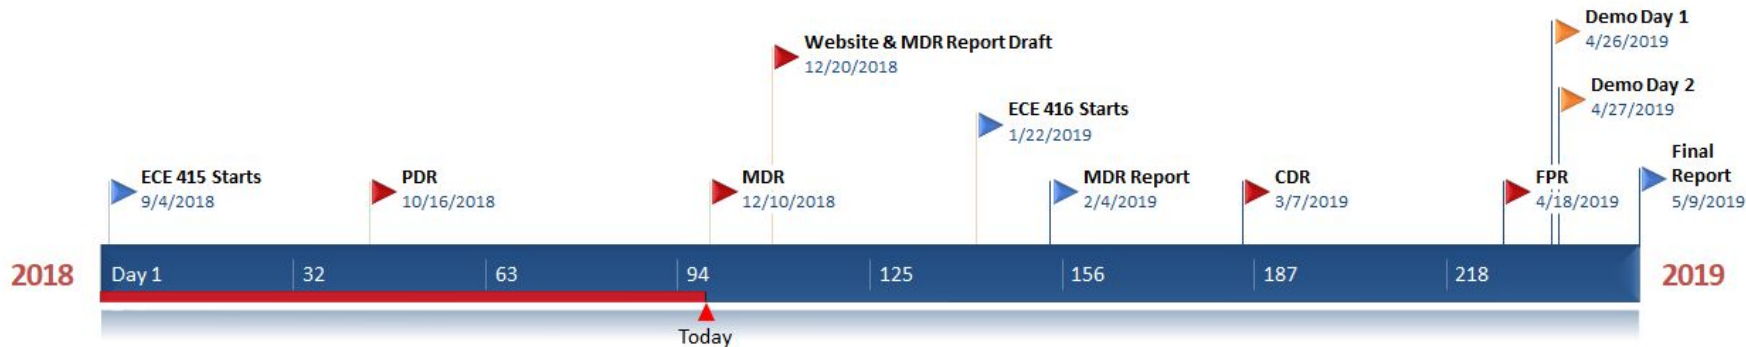 Demo Day 1
4/26/2019
Website & MDR Report Draft
12/20/2018
Demo Day 2
4/27/2019
ECE 416 Starts
1/22/2019
ECE 415 Starts
9/4/2018
PDR
10/16/2018
MDR
12/10/2018
MDR Report
2/4/2019
CDR
3/7/2019
FPR
4/18/2019
Final
Report
5/9/2019
2018
Day 1
32
63
94
125
156
187
218
2019
Today